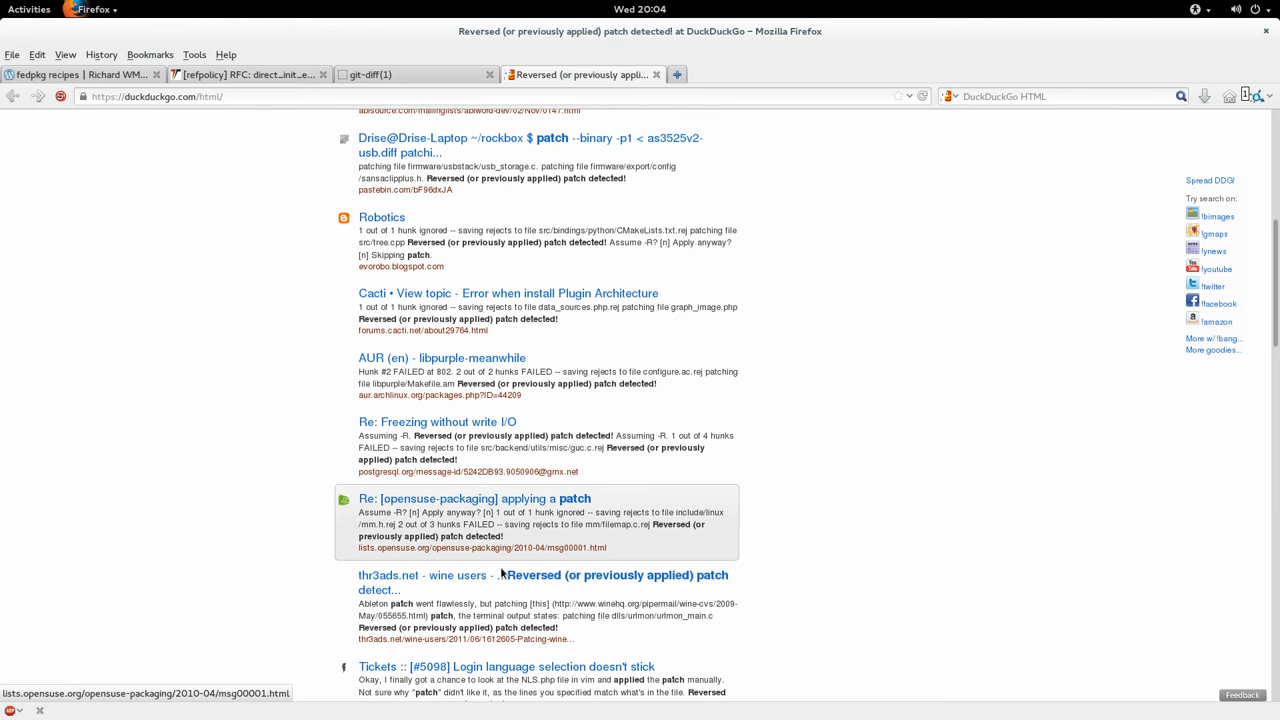 Activities
Firefox
Wed 20:04
Reversed (or previously applied) patch detected! at DuckDuckGo – Mozilla Firefox
File Edit View History Bookmarks Tools Help
fedpkg recipes | Richard WM...
[refpolicy] RFC: direct_init_e...
git-diff(1)
Reversed (or previously appli...
https://duckduckgo.com/html/
DuckDuckGo HTML
1
abisource.com/mailinglists/abiword-dev/02/Nov/0147.html
Drise@Drise-Laptop ~/rockbox $ patch --binary -p1 < as3525v2-
usb.diff patchi...
patching file firmware/usbstack/usb_storage.c. patching file firmware/export/config
/sansaclipplus.h. Reversed (or previously applied) patch detected!
pastebin.com/bF96dxJA
Robotics
1 out of 1 hunk ignored -- saving rejects to file src/bindings/python/CMakeLists.txt.rej patching file
src/tree.cpp Reversed (or previously applied) patch detected! Assume -R? [n] Apply anyway?
[n] Skipping patch.
evorobo.blogspot.com
Cacti • View topic - Error when install Plugin Architecture
1 out of 1 hunk ignored -- saving rejects to file data_sources.php.rej patching file graph_image.php
Reversed (or previously applied) patch detected!
forums.cacti.net/about29764.html
AUR (en) - libpurple-meanwhile
Hunk #2 FAILED at 802. 2 out of 2 hunks FAILED -- saving rejects to file configure.ac.rej patching
file libpurple/Makefile.am Reversed (or previously applied) patch detected!
aur.archlinux.org/packages.php?ID=44209
Re: Freezing without write I/O
Assuming -R. Reversed (or previously applied) patch detected! Assuming -R. 1 out of 4 hunks
FAILED -- saving rejects to file src/backend/utils/misc/guc.c.rej Reversed (or previously
applied) patch detected!
postgresql.org/message-id/5242DB93.9050906@gmx.net
Re: [opensuse-packaging] applying a patch
Assume -R? [n] Apply anyway? [n] 1 out of 1 hunk ignored -- saving rejects to file include/linux
/mm.h.rej 2 out of 3 hunks FAILED -- saving rejects to file mm/filemap.c.rej Reversed (or
previously applied) patch detected!
lists.opensuse.org/opensuse-packaging/2010-04/msg00001.html
thr3ads.net - wine users - ...Reversed (or previously applied) patch
detect...
Ableton patch went flawlessly, but patching [this] (http://www.winehq.org/pipermail/wine-cvs/2009-
May/055655.html) patch, the terminal output states: patching file dlls/urlmon/urlmon_main.c
Reversed (or previously applied) patch detected!
thr3ads.net/wine-users/2011/06/1612605-Patcing-wine...
Tickets :: [#5098] Login language selection doesn't stick
Okay, I finally got a chance to look at the NLS.php file in vim and applied the patch manually.
Not sure why "patch" didn't like it, as the lines you specified match what's in the file. Reversed
Spread DDG!
Try search on:
!bimages
!gmaps
!ynews
!youtube
!twitter
!facebook
!amazon
More w/ !bang...
More goodies...
lists.opensuse.org/opensuse-packaging/2010-04/msg00001.html
Feedback
ABP